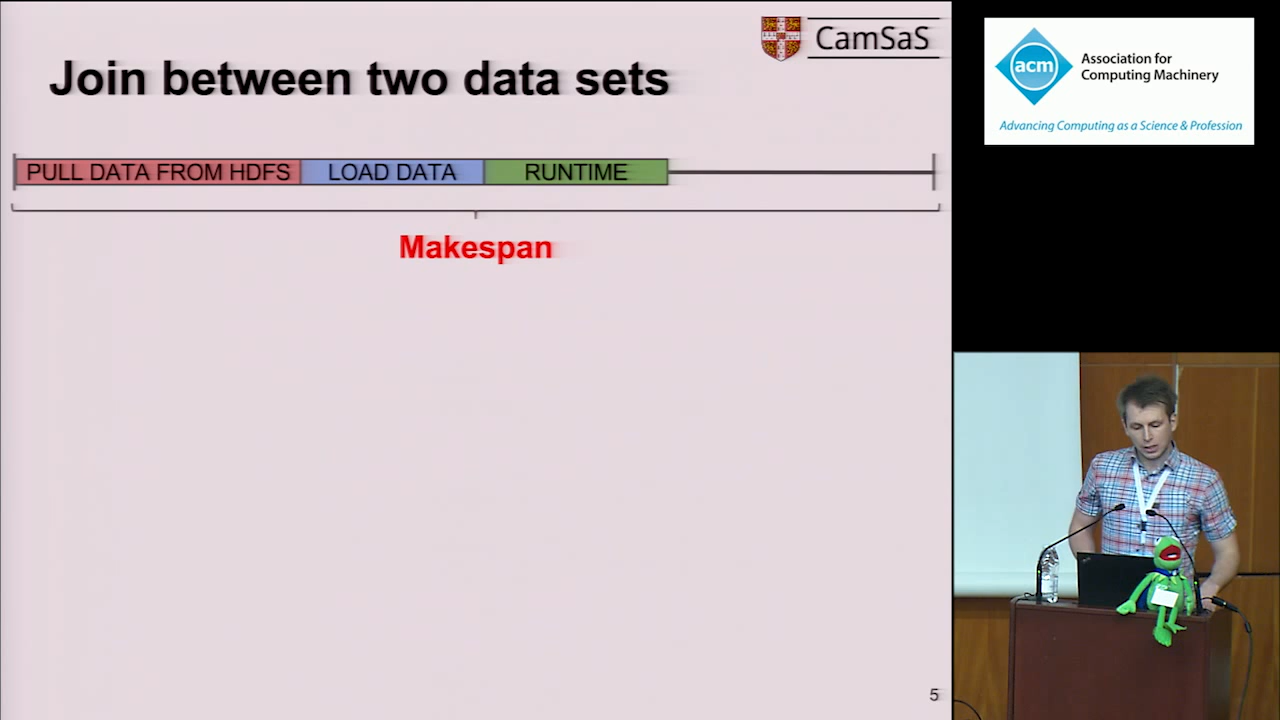 CamSaS
Join between two data sets
PULL DATA FROM HDFS LOAD DATA RUNTIME
Makespan
5
acm Association for
Computing Machinery
Advancing Computing as a Science & Profession